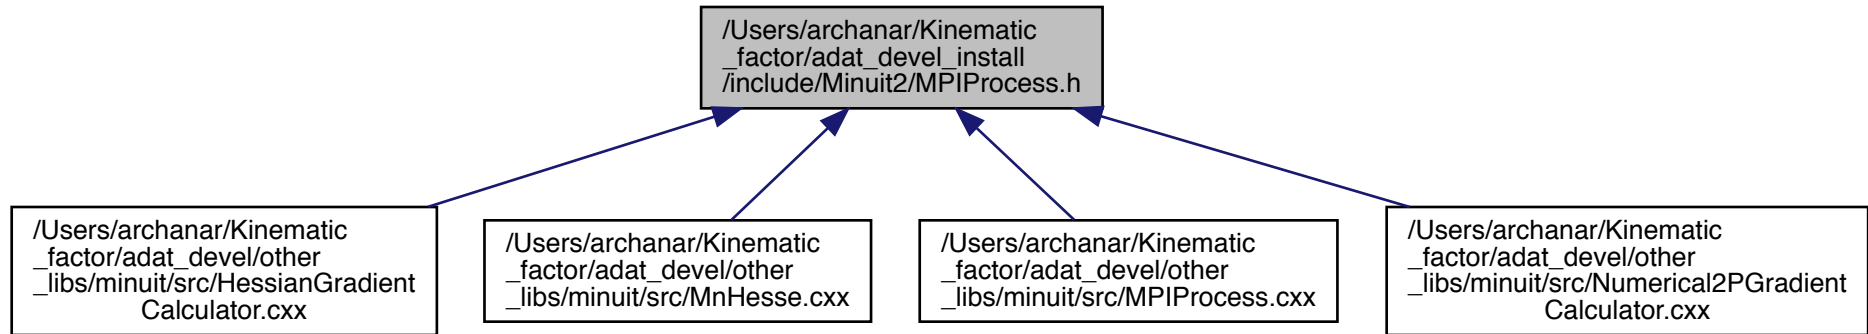 /Users/archanar/Kinematic
_factor/adat_devel_install
/include/Minuit2/MPIProcess.h
/Users/archanar/Kinematic
_factor/adat_devel/other
_libs/minuit/src/HessianGradient
Calculator.cxx
/Users/archanar/Kinematic
_factor/adat_devel/other
_libs/minuit/src/MnHesse.cxx
/Users/archanar/Kinematic
_factor/adat_devel/other
_libs/minuit/src/MPIProcess.cxx
/Users/archanar/Kinematic
_factor/adat_devel/other
_libs/minuit/src/Numerical2PGradient
Calculator.cxx